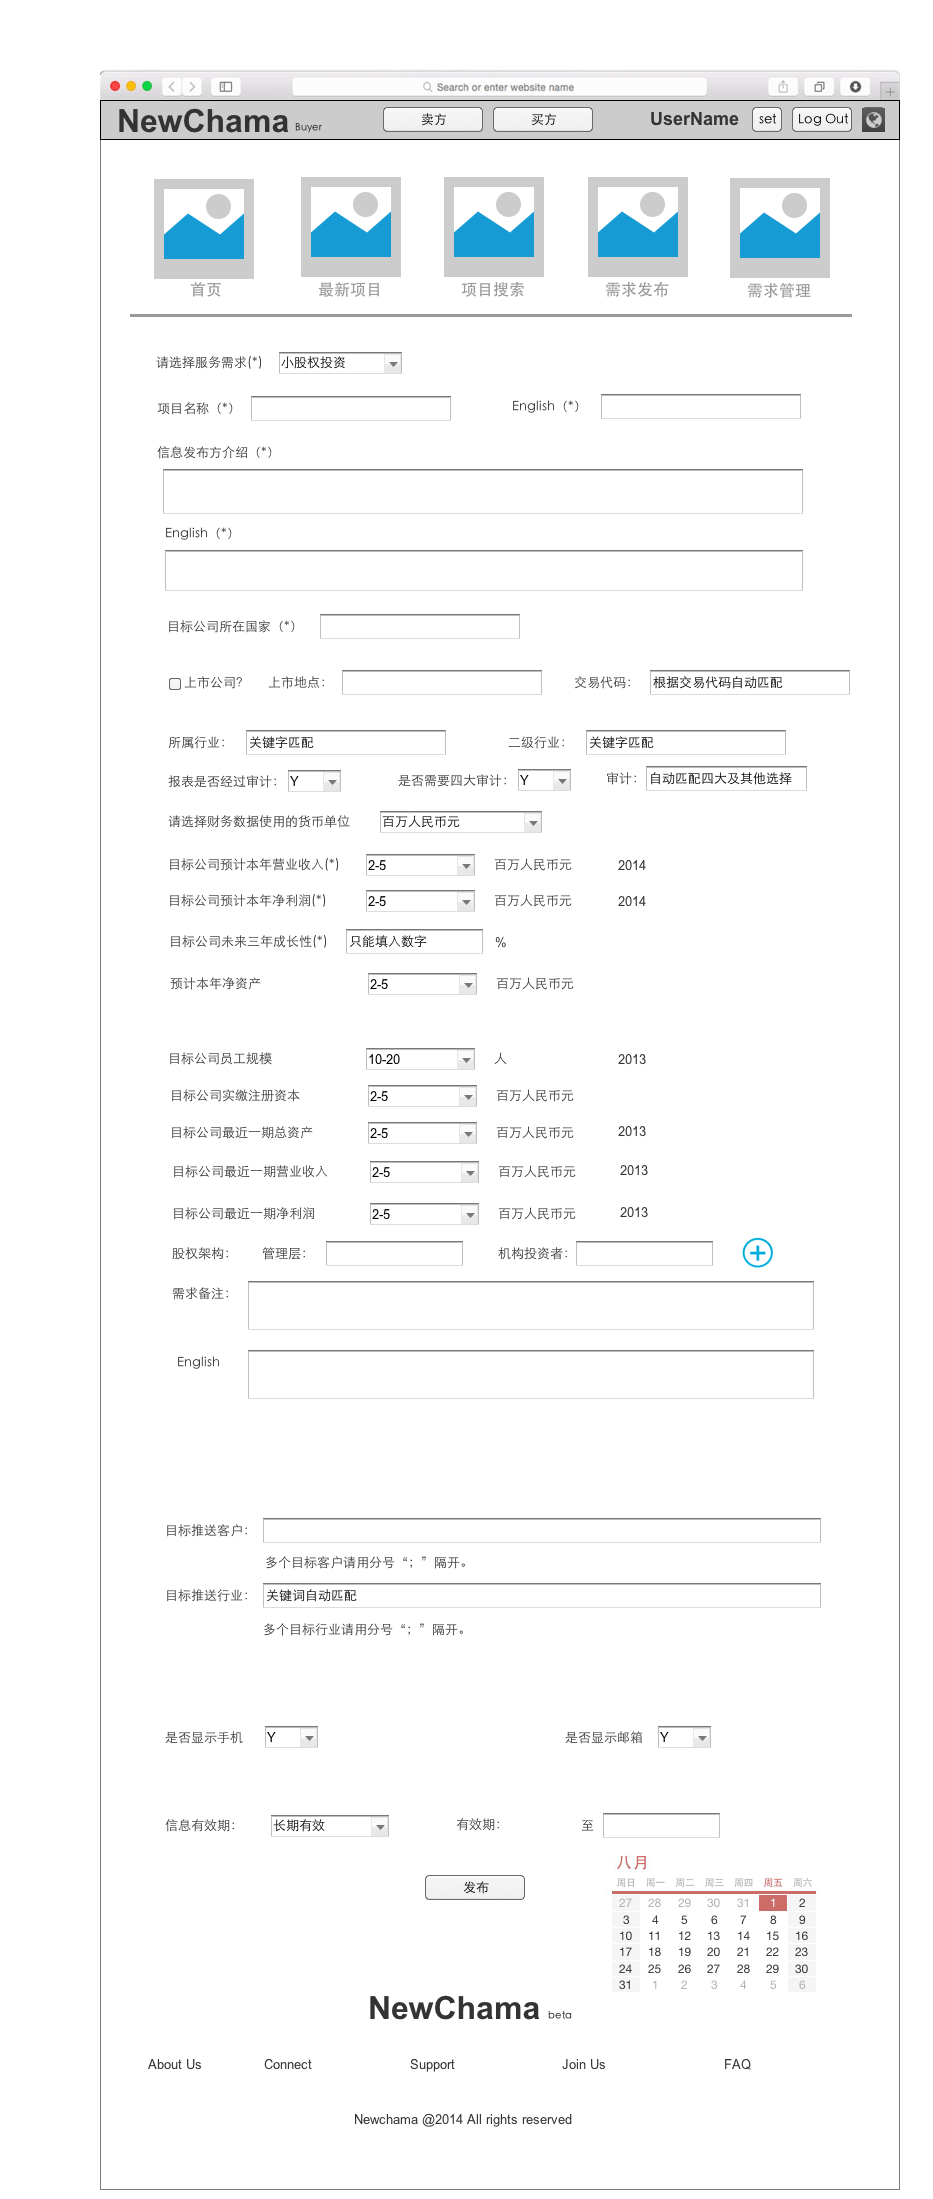 Search or enter website name
NewChama Buyer 卖方 买方 UserName set Log Out
首页 最新项目 项目搜索 需求发布 需求管理
请选择服务需求(*) 小股权投资
项目名称（*） English（*）
信息发布方介绍（*）
English（*）
目标公司所在国家（*）
上市公司? 上市地点： 交易代码： 根据交易代码自动匹配
所属行业： 关键字匹配 二级行业： 关键字匹配
报表是否经过审计： Y 是否需要四大审计： Y 审计： 自动匹配四大及其他选择
请选择财务数据使用的货币单位 百万人民币元
目标公司预计本年营业收入(*) 2-5 百万人民币元 2014
目标公司预计本年净利润(*) 2-5 百万人民币元 2014
目标公司未来三年成长性(*) 只能填入数字 %
预计本年净资产 2-5 百万人民币元
目标公司员工规模 10-20 人 2013
目标公司实缴注册资本 2-5 百万人民币元
目标公司最近一期总资产 2-5 百万人民币元 2013
目标公司最近一期营业收入 2-5 百万人民币元 2013
目标公司最近一期净利润 2-5 百万人民币元 2013
股权架构： 管理层： 机构投资者：
需求备注：
English
目标推送客户：
多个目标客户请用分号“；”隔开。
目标推送行业： 关键词自动匹配
多个目标行业请用分号“；”隔开。
是否显示手机 Y 是否显示邮箱 Y
信息有效期： 长期有效 有效期： 至
发布
八月
周日 周一 周二 周三 周四 周五 周六
27 28 29 30 31 1 2
3 4 5 6 7 8 9
10 11 12 13 14 15 16
17 18 19 20 21 22 23
24 25 26 27 28 29 30
31 1 2 3 4 5 6
NewChama beta
About Us Connect Support Join Us FAQ
Newchama @2014 All rights reserved